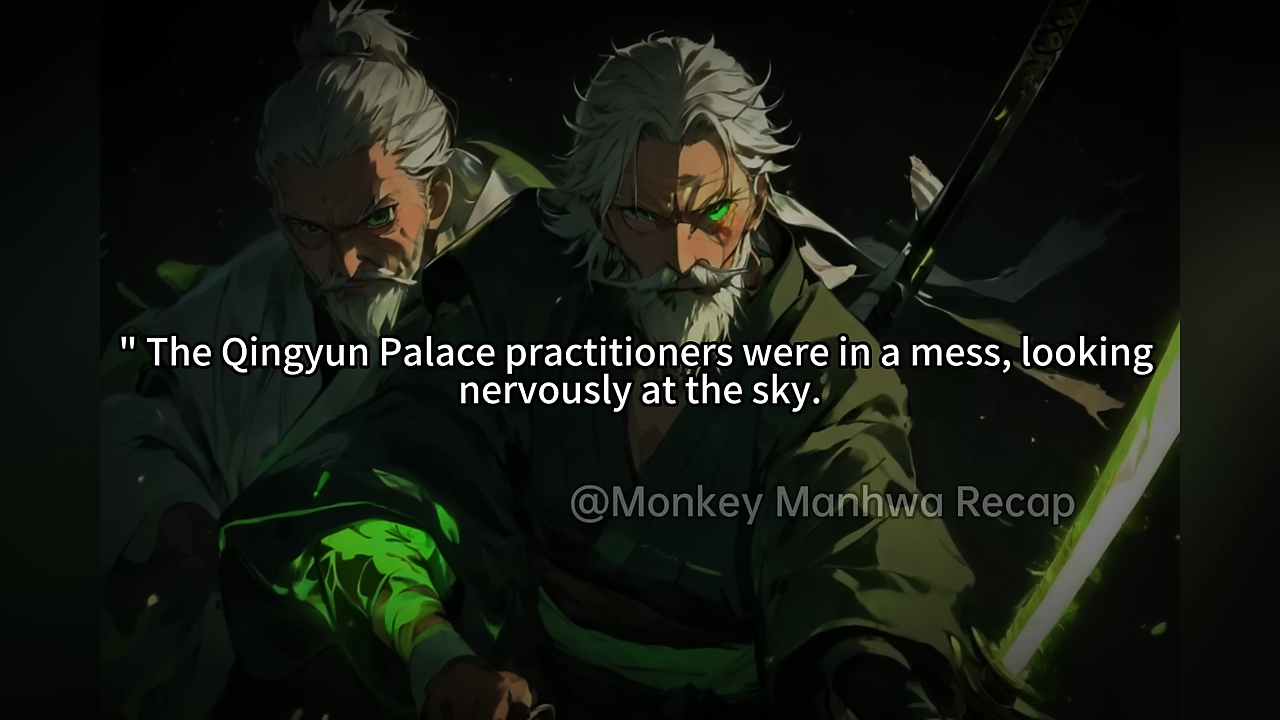 " The Qingyun Palace practitioners were in a mess, looking
nervously at the sky.
@Monkey Manhwa Recap